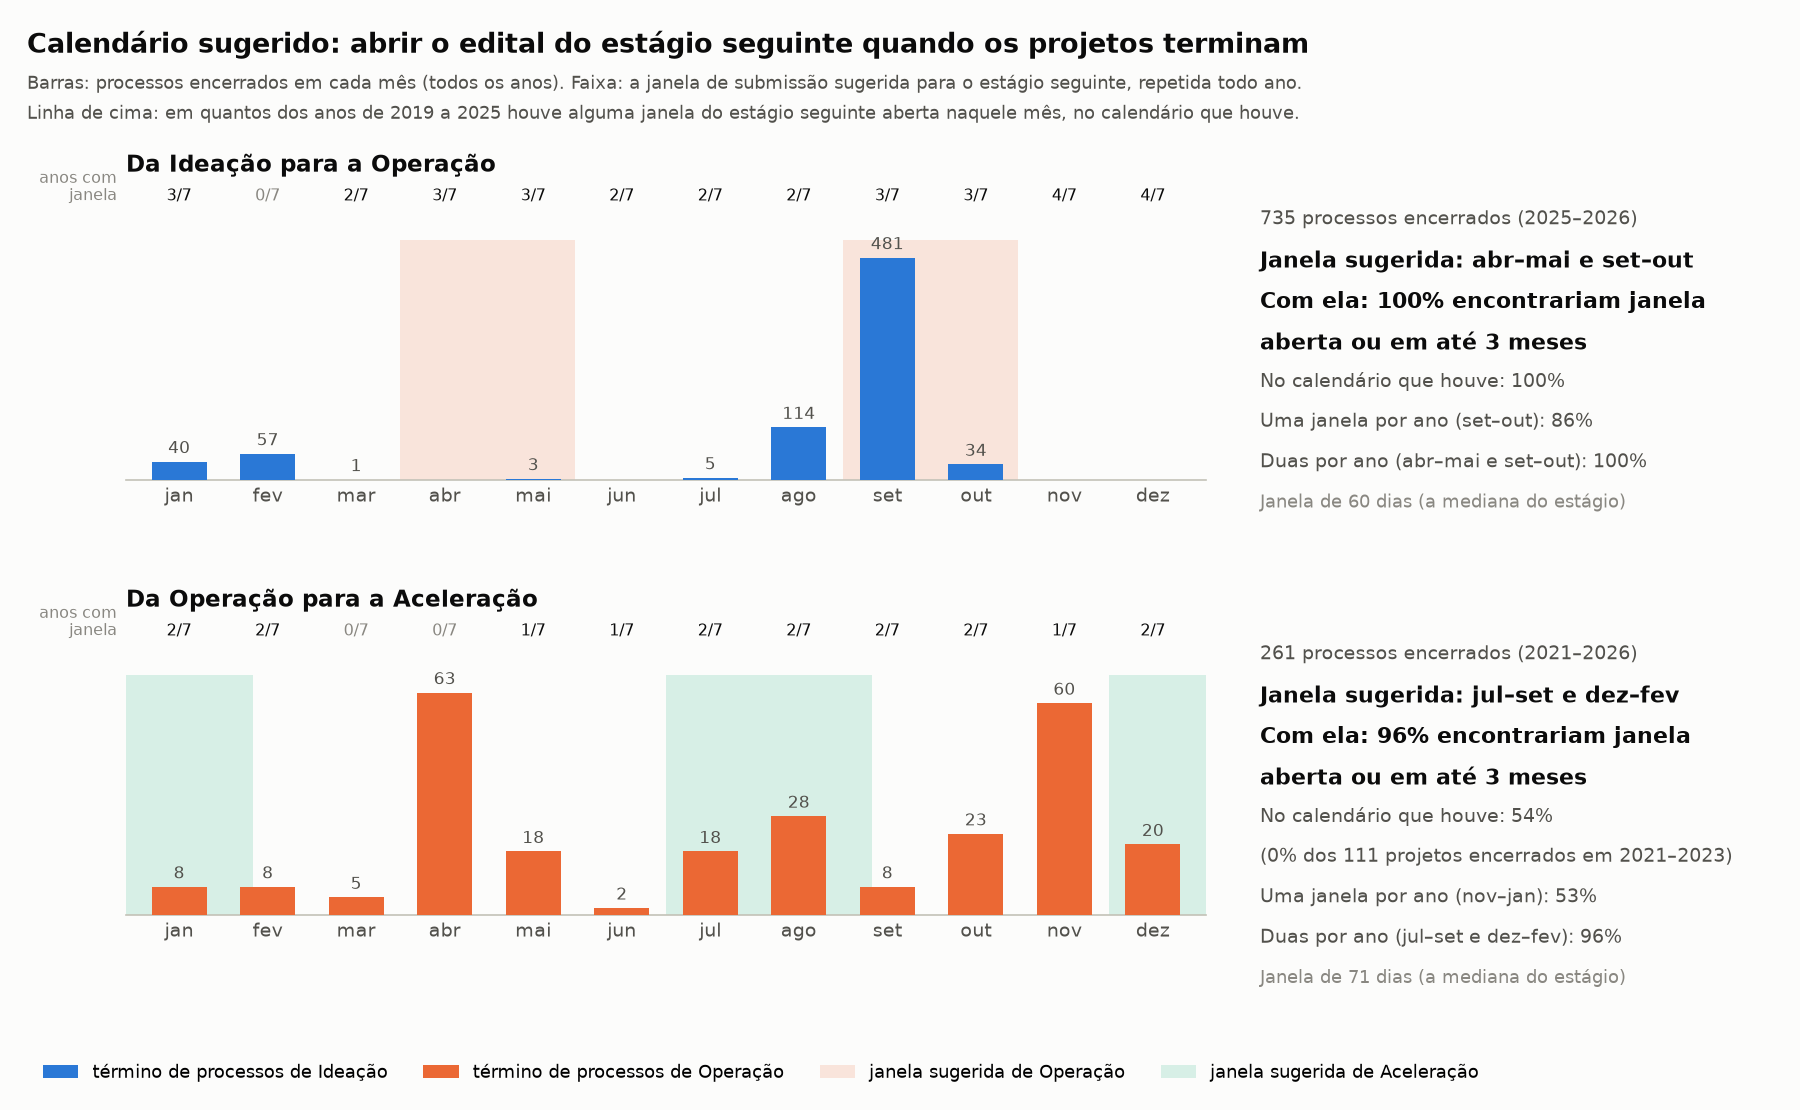 Calendário sugerido: abrir o edital do estágio seguinte quando os projetos terminam
Barras: processos encerrados em cada mês (todos os anos). Faixa: a janela de submissão sugerida para o estágio seguinte, repetida todo ano.
Linha de cima: em quantos dos anos de 2019 a 2025 houve alguma janela do estágio seguinte aberta naquele mês, no calendário que houve.
Da Ideação para a Operação
anos com
janela
3/7 0/7 2/7 3/7 3/7 2/7 2/7 2/7 3/7 3/7 4/7 4/7
40 57 1 3 5 114 481 34
jan fev mar abr mai jun jul ago set out nov dez
735 processos encerrados (2025–2026)
Janela sugerida: abr–mai e set–out
Com ela: 100% encontrariam janela
aberta ou em até 3 meses
No calendário que houve: 100%
Uma janela por ano (set–out): 86%
Duas por ano (abr–mai e set–out): 100%
Janela de 60 dias (a mediana do estágio)
Da Operação para a Aceleração
anos com
janela
2/7 2/7 0/7 0/7 1/7 1/7 2/7 2/7 2/7 2/7 1/7 2/7
8 8 5 63 18 2 18 28 8 23 60 20
jan fev mar abr mai jun jul ago set out nov dez
261 processos encerrados (2021–2026)
Janela sugerida: jul–set e dez–fev
Com ela: 96% encontrariam janela
aberta ou em até 3 meses
No calendário que houve: 54%
(0% dos 111 projetos encerrados em 2021–2023)
Uma janela por ano (nov–jan): 53%
Duas por ano (jul–set e dez–fev): 96%
Janela de 71 dias (a mediana do estágio)
término de processos de Ideação
término de processos de Operação
janela sugerida de Operação
janela sugerida de Aceleração